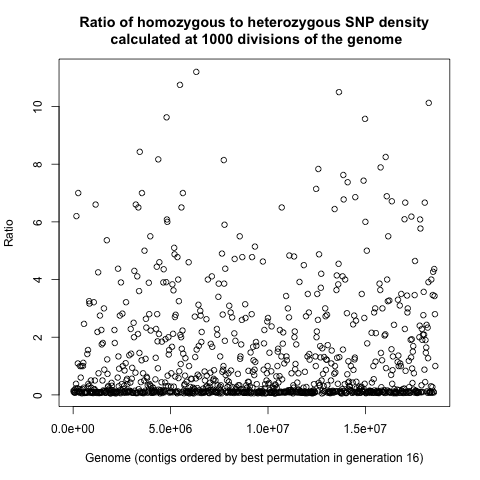 Ratio of homozygous to heterozygous SNP density
calculated at 1000 divisions of the genome
10
8
6
4
2
0
Ratio
0.0e+00 5.0e+06 1.0e+07 1.5e+07
Genome (contigs ordered by best permutation in generation 16)